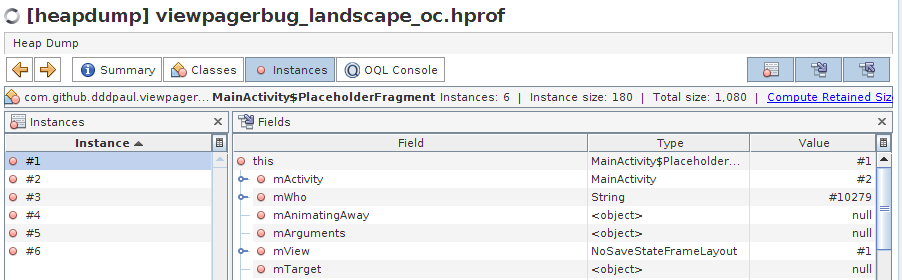 [heapdump] viewpagerbug_landscape_oc.hprof
Heap Dump
Summary Classes Instances OQL Console
com.github.dddpaul.viewpager... MainActivity$PlaceholderFragment Instances: 6 | Instance size: 180 | Total size: 1,080 | Compute Retained Siz
Instances
Fields
Instance
Field Type Value
#1
#2
#3
#4
#5
#6
this MainActivity$Placeholder... #1
mActivity MainActivity #2
mWho String #10279
mAnimatingAway <object> null
mArguments <object> null
mView NoSaveStateFrameLayout #1
mTarget <object> null